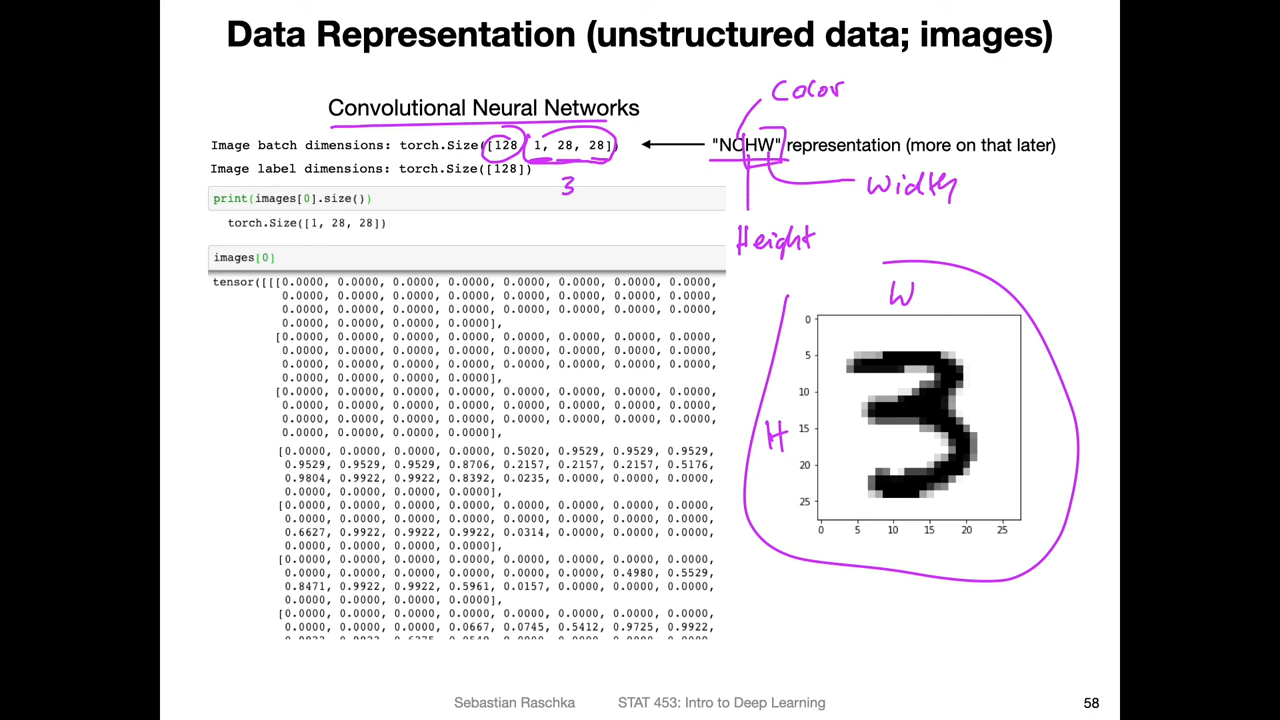 Data Representation (unstructured data; images)
Color
Convolutional Neural Networks
Image batch dimensions: torch.Size([128, 1, 28, 28])
"NCHW" representation (more on that later)
Image label dimensions: torch.Size([128])
3
Width
print(images[0].size())
torch.Size([1, 28, 28])
Height
images[0]
tensor([[[0.0000, 0.0000, 0.0000, 0.0000, 0.0000, 0.0000, 0.0000, 0.0000,
0.0000, 0.0000, 0.0000, 0.0000, 0.0000, 0.0000, 0.0000, 0.0000,
0.0000, 0.0000, 0.0000, 0.0000, 0.0000, 0.0000, 0.0000, 0.0000,
0.0000, 0.0000, 0.0000, 0.0000],
[0.0000, 0.0000, 0.0000, 0.0000, 0.0000, 0.0000, 0.0000, 0.0000,
0.0000, 0.0000, 0.0000, 0.0000, 0.0000, 0.0000, 0.0000, 0.0000,
0.0000, 0.0000, 0.0000, 0.0000, 0.0000, 0.0000, 0.0000, 0.0000,
0.0000, 0.0000, 0.0000, 0.0000],
[0.0000, 0.0000, 0.0000, 0.0000, 0.0000, 0.0000, 0.0000, 0.0000,
0.0000, 0.0000, 0.0000, 0.0000, 0.0000, 0.0000, 0.0000, 0.0000,
0.0000, 0.0000, 0.0000, 0.0000, 0.0000, 0.0000, 0.0000, 0.0000,
0.0000, 0.0000, 0.0000, 0.0000],
[0.0000, 0.0000, 0.0000, 0.0000, 0.5020, 0.9529, 0.9529, 0.9529,
0.9529, 0.9529, 0.9529, 0.8706, 0.2157, 0.2157, 0.2157, 0.5176,
0.9804, 0.9922, 0.9922, 0.8392, 0.0235, 0.0000, 0.0000, 0.0000,
0.0000, 0.0000, 0.0000, 0.0000],
[0.0000, 0.0000, 0.0000, 0.0000, 0.0000, 0.0000, 0.0000, 0.0000,
0.0000, 0.0000, 0.0000, 0.0000, 0.0000, 0.0000, 0.0000, 0.0000,
0.6627, 0.9922, 0.9922, 0.9922, 0.0314, 0.0000, 0.0000, 0.0000,
0.0000, 0.0000, 0.0000, 0.0000],
[0.0000, 0.0000, 0.0000, 0.0000, 0.0000, 0.0000, 0.0000, 0.0000,
0.0000, 0.0000, 0.0000, 0.0000, 0.0000, 0.0000, 0.4980, 0.5529,
0.8471, 0.9922, 0.9922, 0.5961, 0.0157, 0.0000, 0.0000, 0.0000,
0.0000, 0.0000, 0.0000, 0.0000],
[0.0000, 0.0000, 0.0000, 0.0000, 0.0000, 0.0000, 0.0000, 0.0000,
0.0000, 0.0000, 0.0000, 0.0667, 0.0745, 0.5412, 0.9725, 0.9922,
W
H
0
5
10
15
20
25
3
0 5 10 15 20 25
Sebastian Raschka STAT 453: Intro to Deep Learning 58